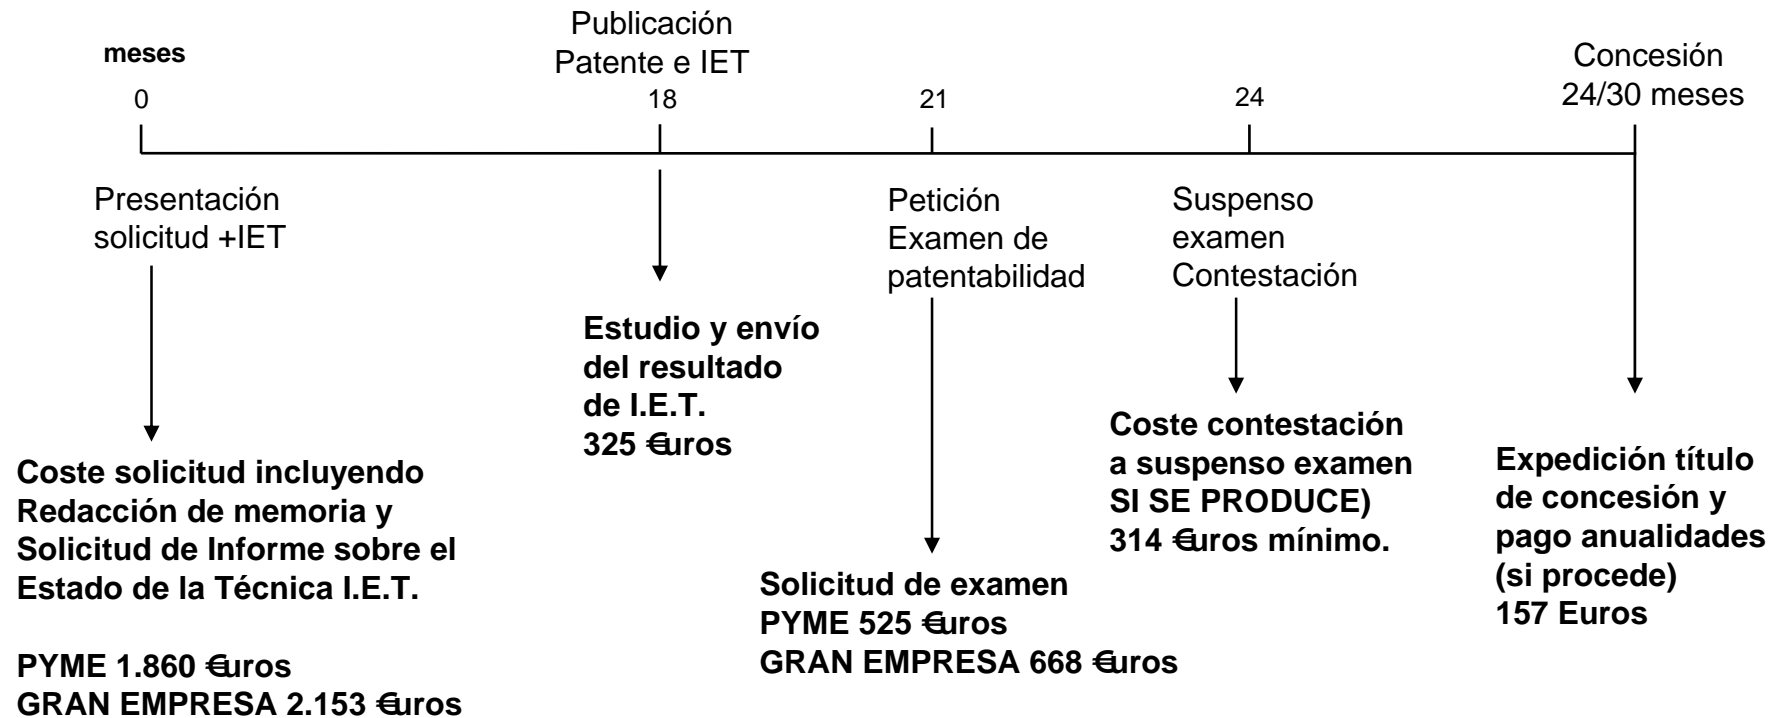 meses
0
Publicación
Patente e IET
18
21
24
Concesión
24/30 meses
Presentación
solicitud +IET
Petición
Examen de
patentabilidad
Suspenso
examen
Contestación
Estudio y envío
del resultado
de I.E.T.
325 €uros
Coste contestación
a suspenso examen
SI SE PRODUCE)
314 €uros mínimo.
Expedición título
de concesión y
pago anualidades
(si procede)
157 Euros
Coste solicitud incluyendo
Redacción de memoria y
Solicitud de Informe sobre el
Estado de la Técnica I.E.T.
PYME 1.860 €uros
GRAN EMPRESA 2.153 €uros
Solicitud de examen
PYME 525 €uros
GRAN EMPRESA 668 €uros